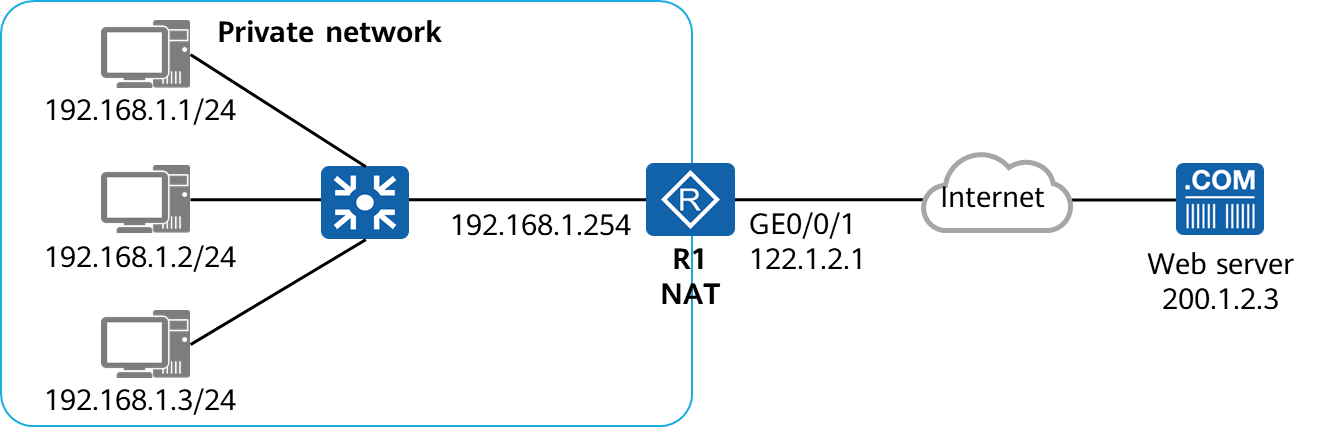 Private network
192.168.1.1/24
192.168.1.2/24
192.168.1.3/24
192.168.1.254
R
R1
NAT
GE0/0/1
122.1.2.1
Internet
.COM
Web server
200.1.2.3